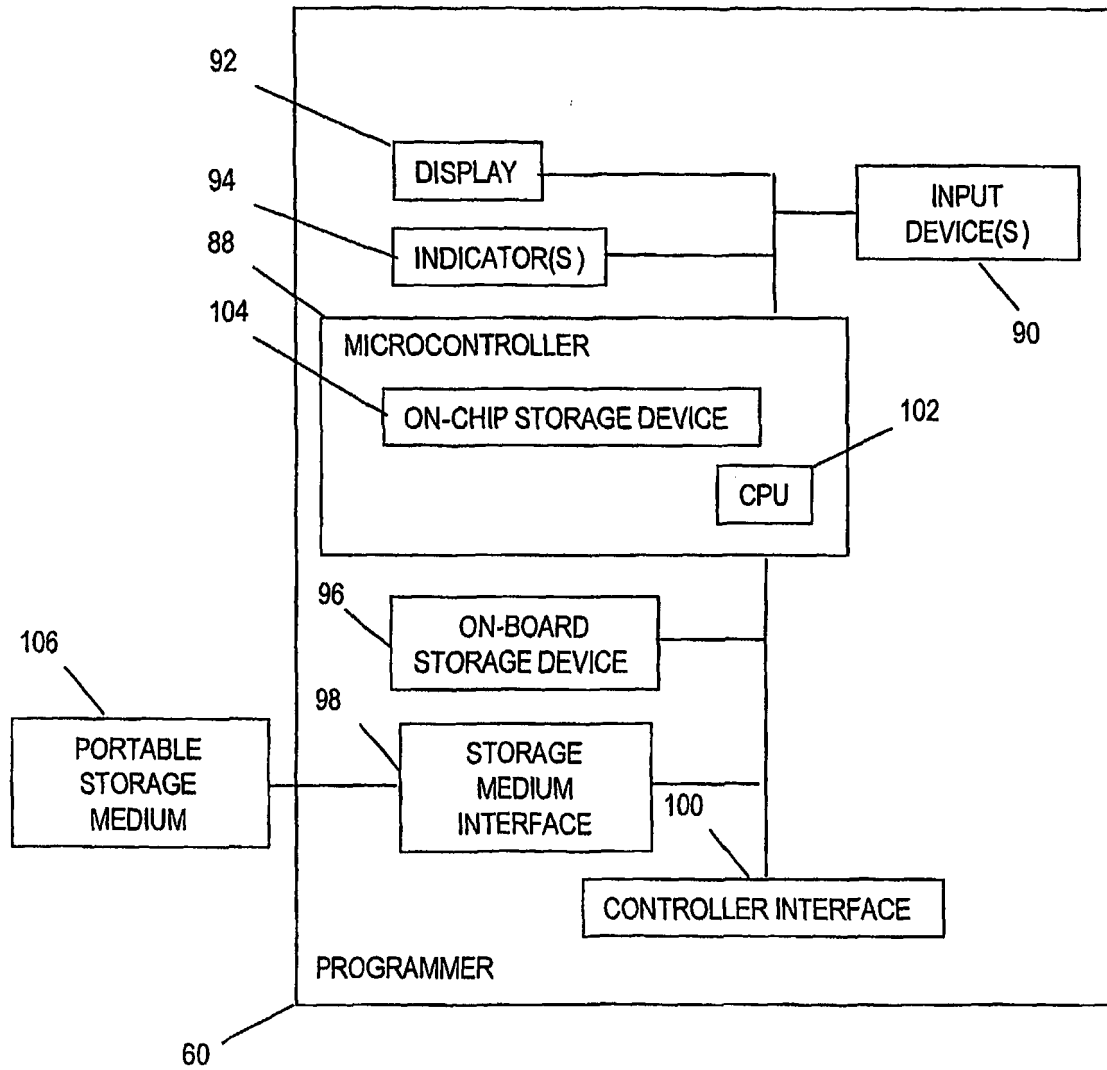 92
DISPLAY
94
INPUT
DEVICE(S)
INDICATOR(S)
88
90
104
MICROCONTROLLER
ON-CHIP STORAGE DEVICE
102
CPU
96
ON-BOARD
STORAGE DEVICE
106
98
PORTABLE
STORAGE
MEDIUM
STORAGE
MEDIUM
INTERFACE
100
CONTROLLER INTERFACE
PROGRAMMER
60